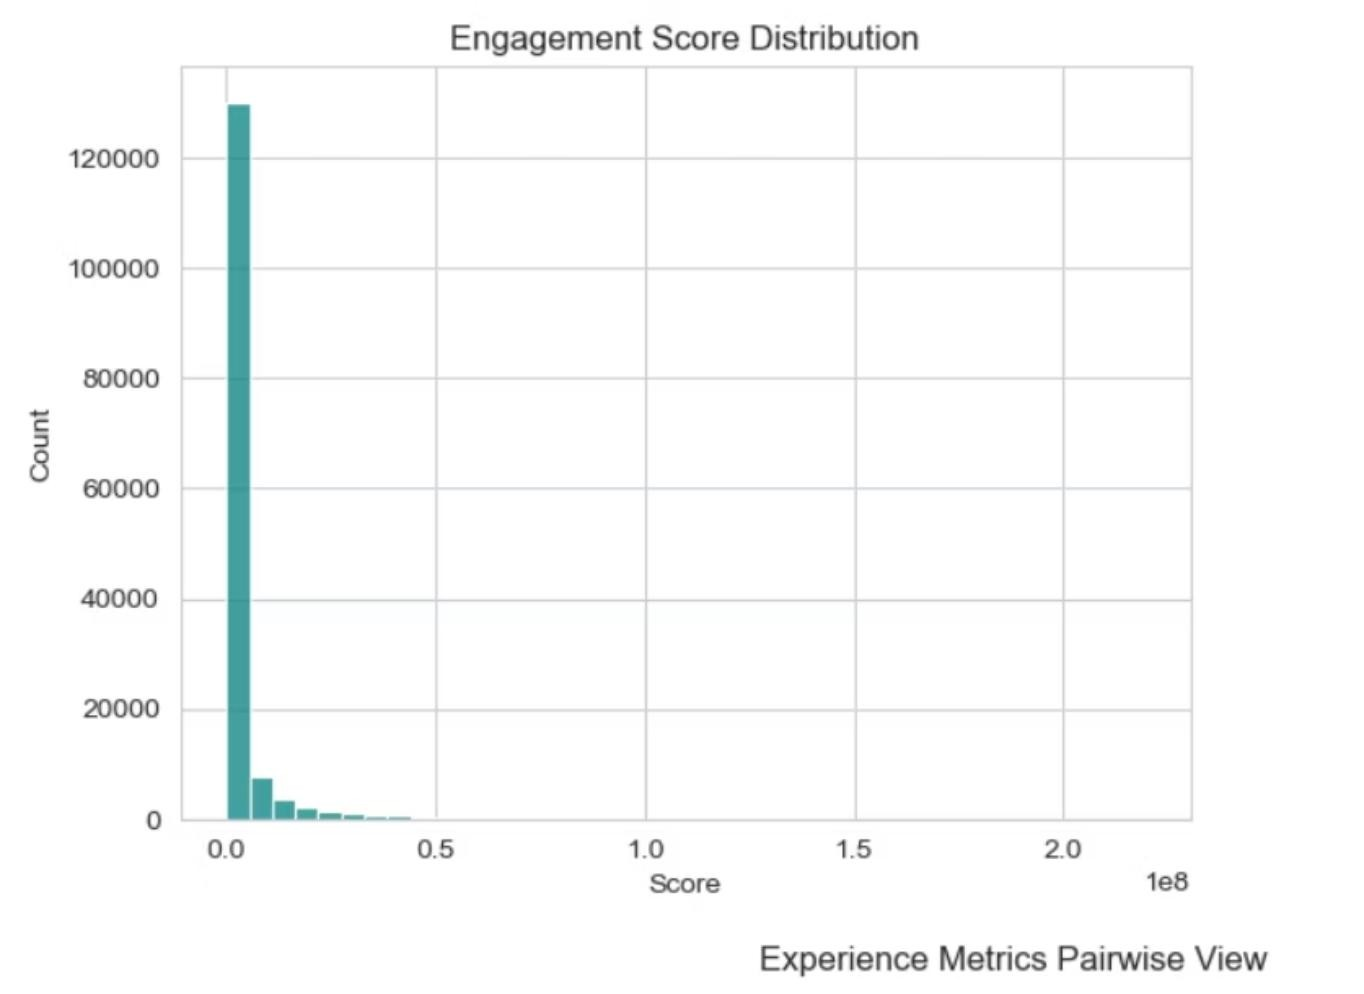 Engagement Score Distribution
120000
100000
80000
60000
40000
20000
0
Count
0.0 0.5 1.0 1.5 2.0
1e8
Score
Experience Metrics Pairwise View